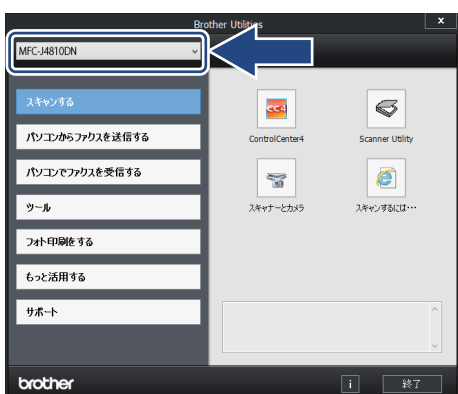 Brother Utilities
x
MFC-J4810DN
スキャンする
パソコンからファクスを送信する
パソコンでファクスを受信する
ツール
フォト印刷をする
もっと活用する
サポート
CC4
ControlCenter4
Scanner Utility
スキャナーとカメラ
スキャンするには…
brother
i
終了